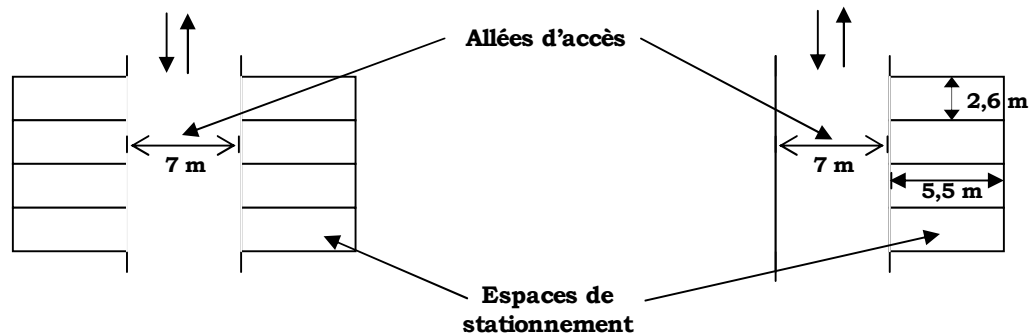 Allées d'accès
2,6 m
7 m
7 m
5,5 m
Espaces de
stationnement